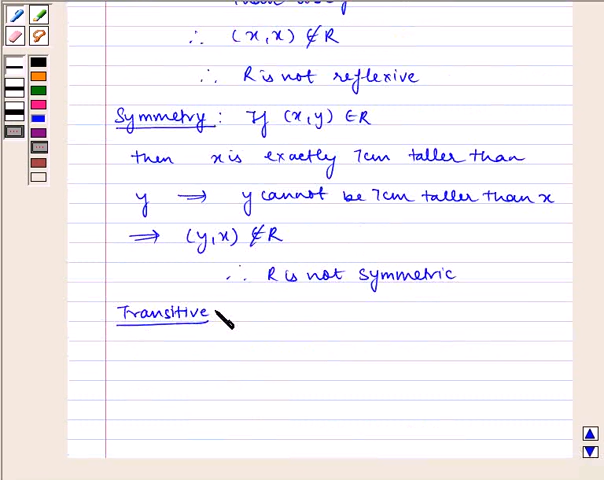 ∴ (x,x) ∉ R
∴ R is not reflexive
Symmetry : If (x,y) ∈ R
then x is exactly 7cm taller than
y ⟹ y cannot be 7cm taller than x
⟹ (y,x) ∉ R
∴ R is not symmetric
Transitive